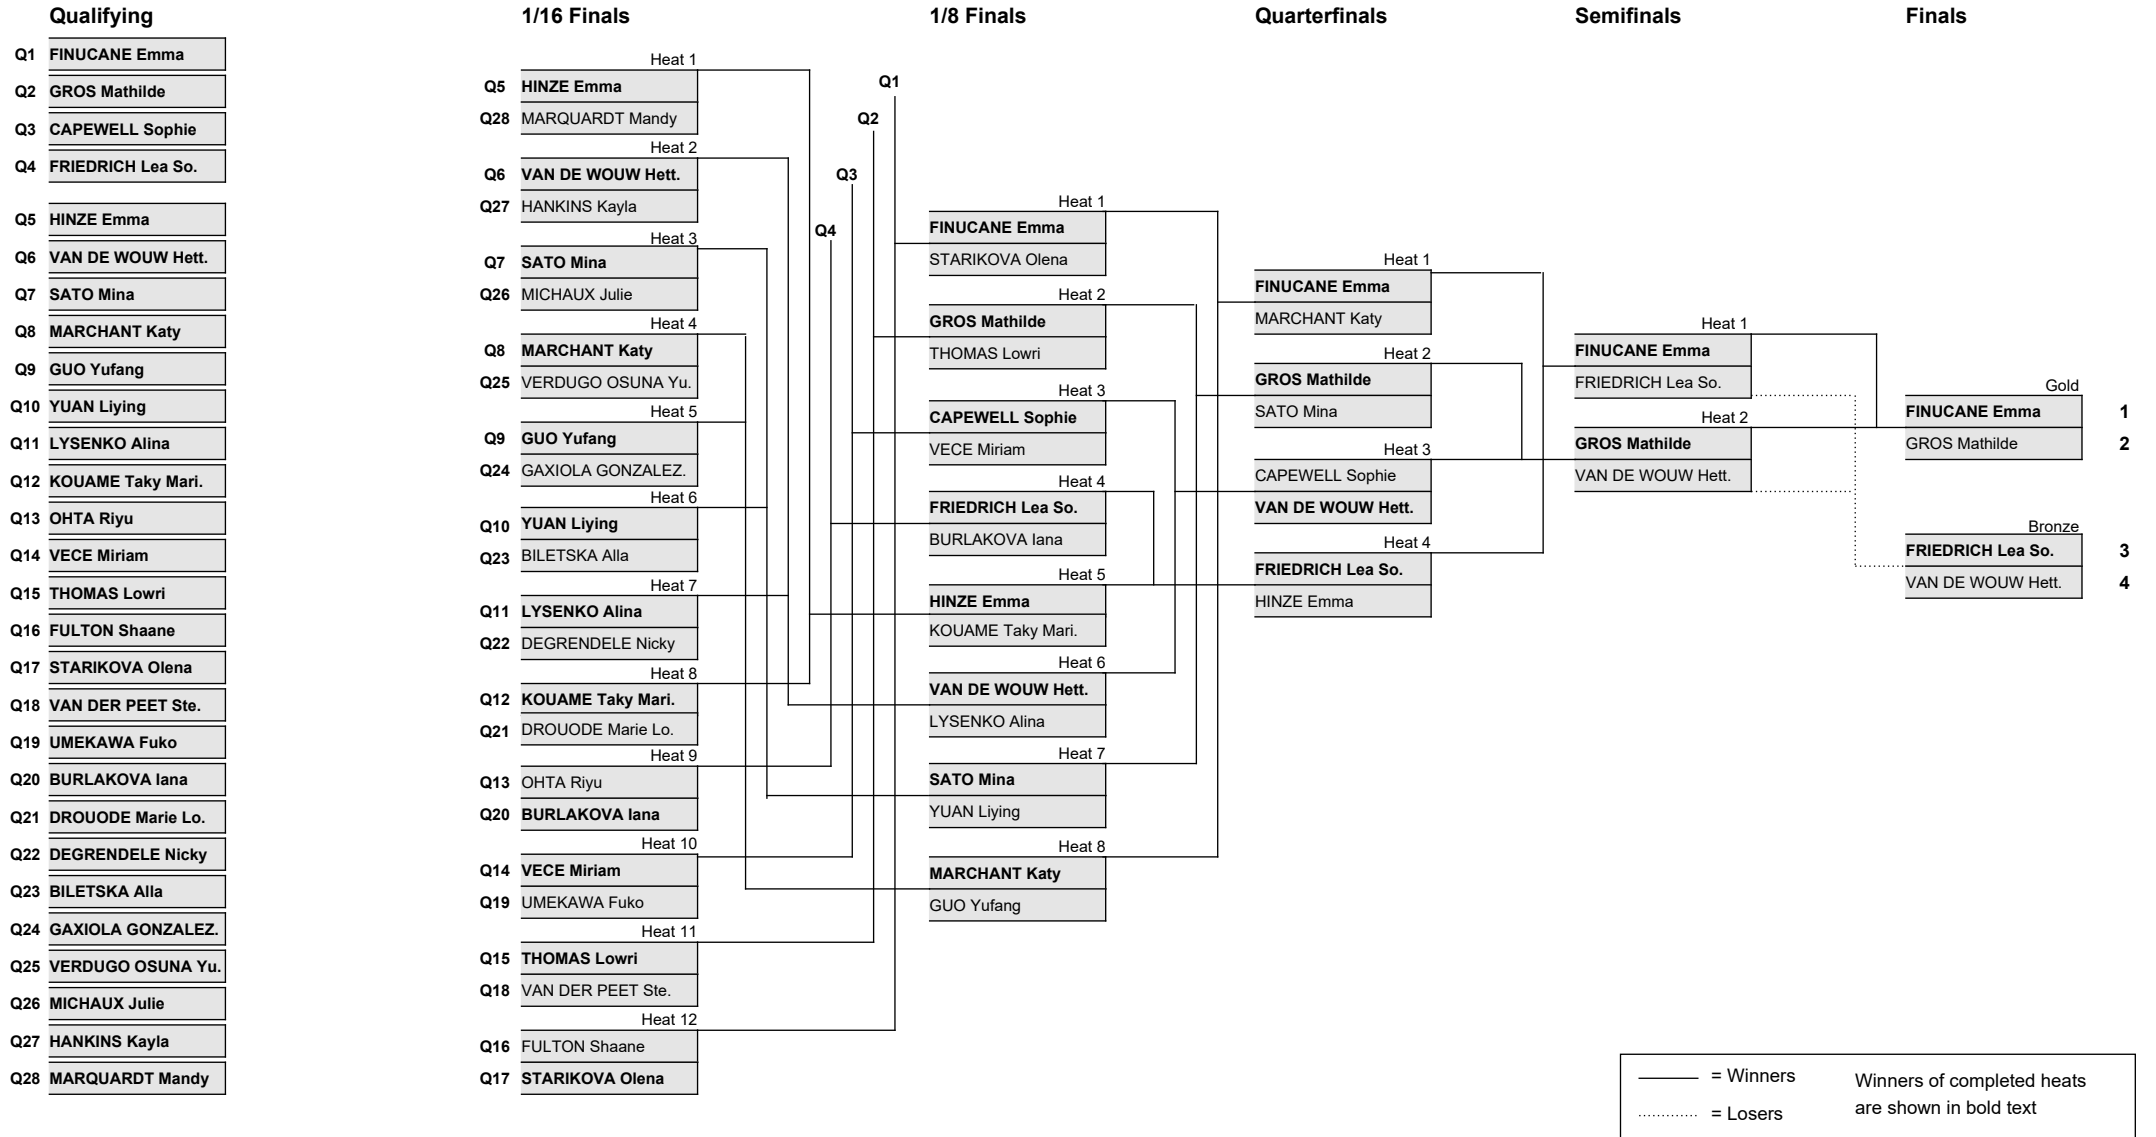 Qualifying
Q1 FINUCANE Emma
Q2 GROS Mathilde
Q3 CAPEWELL Sophie
Q4 FRIEDRICH Lea So.
Q5 HINZE Emma
Q6 VAN DE WOUW Hett.
Q7 SATO Mina
Q8 MARCHANT Katy
Q9 GUO Yufang
Q10 YUAN Liying
Q11 LYSENKO Alina
Q12 KOUAME Taky Mari.
Q13 OHTA Riyu
Q14 VECE Miriam
Q15 THOMAS Lowri
Q16 FULTON Shaane
Q17 STARIKOVA Olena
Q18 VAN DER PEET Ste.
Q19 UMEKAWA Fuko
Q20 BURLAKOVA Iana
Q21 DROUODE Marie Lo.
Q22 DEGRENDELE Nicky
Q23 BILETSKA Alla
Q24 GAXIOLA GONZALEZ.
Q25 VERDUGO OSUNA Yu.
Q26 MICHAUX Julie
Q27 HANKINS Kayla
Q28 MARQUARDT Mandy
1/16 Finals
Heat 1
Q5 HINZE Emma
Q28 MARQUARDT Mandy
Heat 2
Q6 VAN DE WOUW Hett.
Q27 HANKINS Kayla
Heat 3
Q7 SATO Mina
Q26 MICHAUX Julie
Heat 4
Q8 MARCHANT Katy
Q25 VERDUGO OSUNA Yu.
Heat 5
Q9 GUO Yufang
Q24 GAXIOLA GONZALEZ.
Heat 6
Q10 YUAN Liying
Q23 BILETSKA Alla
Heat 7
Q11 LYSENKO Alina
Q22 DEGRENDELE Nicky
Heat 8
Q12 KOUAME Taky Mari.
Q21 DROUODE Marie Lo.
Heat 9
Q13 OHTA Riyu
Q20 BURLAKOVA Iana
Heat 10
Q14 VECE Miriam
Q19 UMEKAWA Fuko
Heat 11
Q15 THOMAS Lowri
Q18 VAN DER PEET Ste.
Heat 12
Q16 FULTON Shaane
Q17 STARIKOVA Olena
1/8 Finals
Q1
Q2
Q3
Q4
Heat 1
FINUCANE Emma
STARIKOVA Olena
Heat 2
GROS Mathilde
THOMAS Lowri
Heat 3
CAPEWELL Sophie
VECE Miriam
Heat 4
FRIEDRICH Lea So.
BURLAKOVA Iana
Heat 5
HINZE Emma
KOUAME Taky Mari.
Heat 6
VAN DE WOUW Hett.
LYSENKO Alina
Heat 7
SATO Mina
YUAN Liying
Heat 8
MARCHANT Katy
GUO Yufang
Quarterfinals
Heat 1
FINUCANE Emma
MARCHANT Katy
Heat 2
GROS Mathilde
SATO Mina
Heat 3
CAPEWELL Sophie
VAN DE WOUW Hett.
Heat 4
FRIEDRICH Lea So.
HINZE Emma
Semifinals
Heat 1
FINUCANE Emma
FRIEDRICH Lea So.
Heat 2
GROS Mathilde
VAN DE WOUW Hett.
Finals
Gold
FINUCANE Emma 1
GROS Mathilde 2
Bronze
FRIEDRICH Lea So. 3
VAN DE WOUW Hett. 4
= Winners
= Losers
Winners of completed heats
are shown in bold text